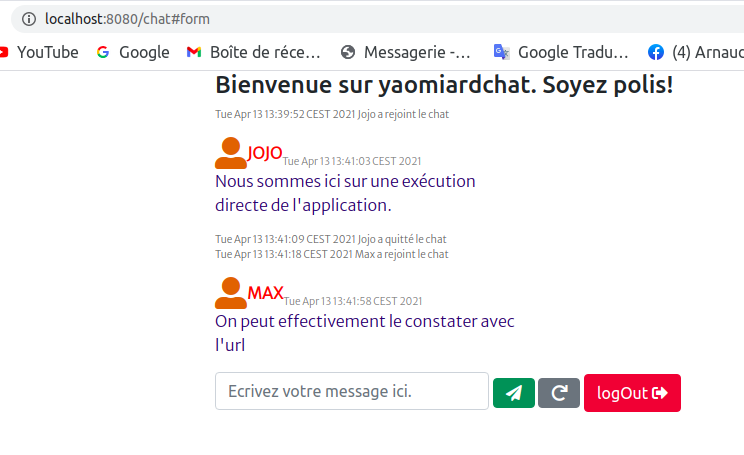 localhost:8080/chat#form
YouTube Google Boîte de réce… Messagerie -… Google Tradu… (4) Arnaud
Bienvenue sur yaomiardchat. Soyez polis!
Tue Apr 13 13:39:52 CEST 2021 Jojo a rejoint le chat
JOJO Tue Apr 13 13:41:03 CEST 2021
Nous sommes ici sur une exécution
directe de l'application.
Tue Apr 13 13:41:09 CEST 2021 Jojo a quitté le chat
Tue Apr 13 13:41:18 CEST 2021 Max a rejoint le chat
MAX Tue Apr 13 13:41:58 CEST 2021
On peut effectivement le constater avec
l'url
Ecrivez votre message ici. logOut